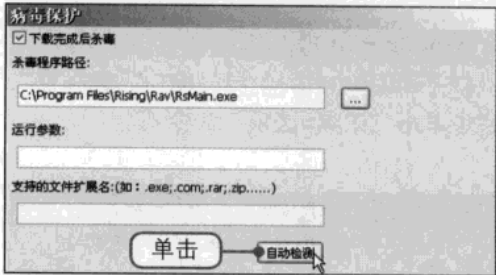 病毒保护
下载完成后杀毒
杀毒程序路径:
C:\Program Files\Rising\Rav\RsMain.exe
...
运行参数:
支持的文件扩展名:(如：.exe;.com;.rar;.zip......)
单击
自动检测